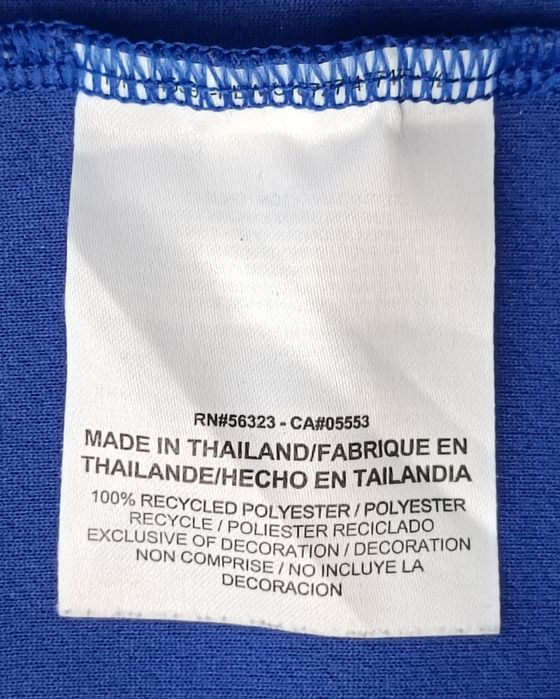 RN#56323 - CA#05553
MADE IN THAILAND/FABRIQUE EN
THAILANDE/HECHO EN TAILANDIA
100% RECYCLED POLYESTER / POLYESTER
RECYCLE / POLIESTER RECICLADO
EXCLUSIVE OF DECORATION / DECORATION
NON COMPRISE / NO INCLUYE LA
DECORACION